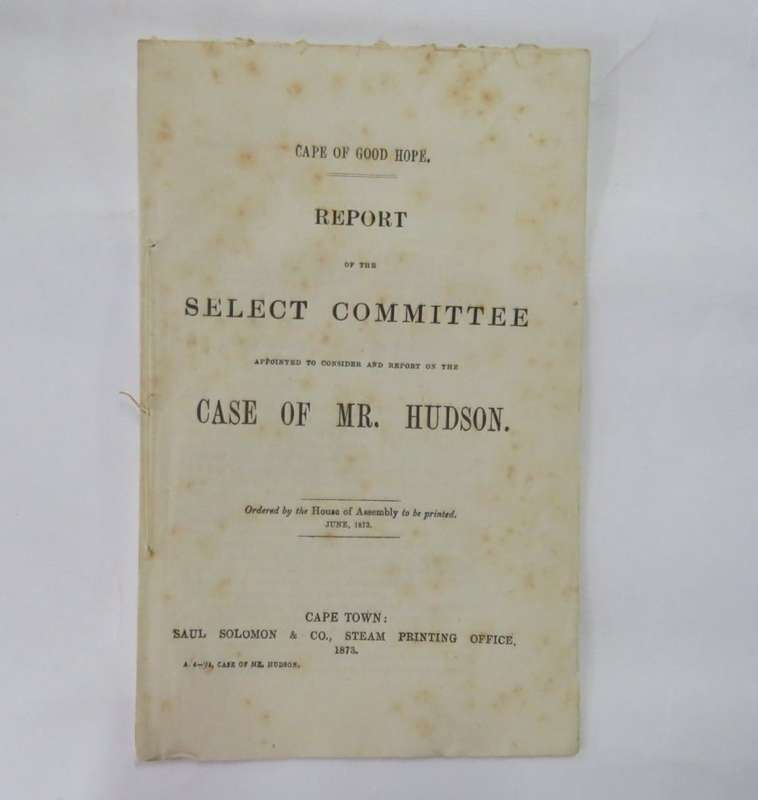 CAPE OF GOOD HOPE.
REPORT
OF THE
SELECT COMMITTEE
APPOINTED TO CONSIDER AND REPORT ON THE
CASE OF MR. HUDSON.
Ordered by the House of Assembly to be printed.
JUNE, 1873.
CAPE TOWN:
SAUL SOLOMON & CO., STEAM PRINTING OFFICE,
1873.
CASE OF MR. HUDSON.